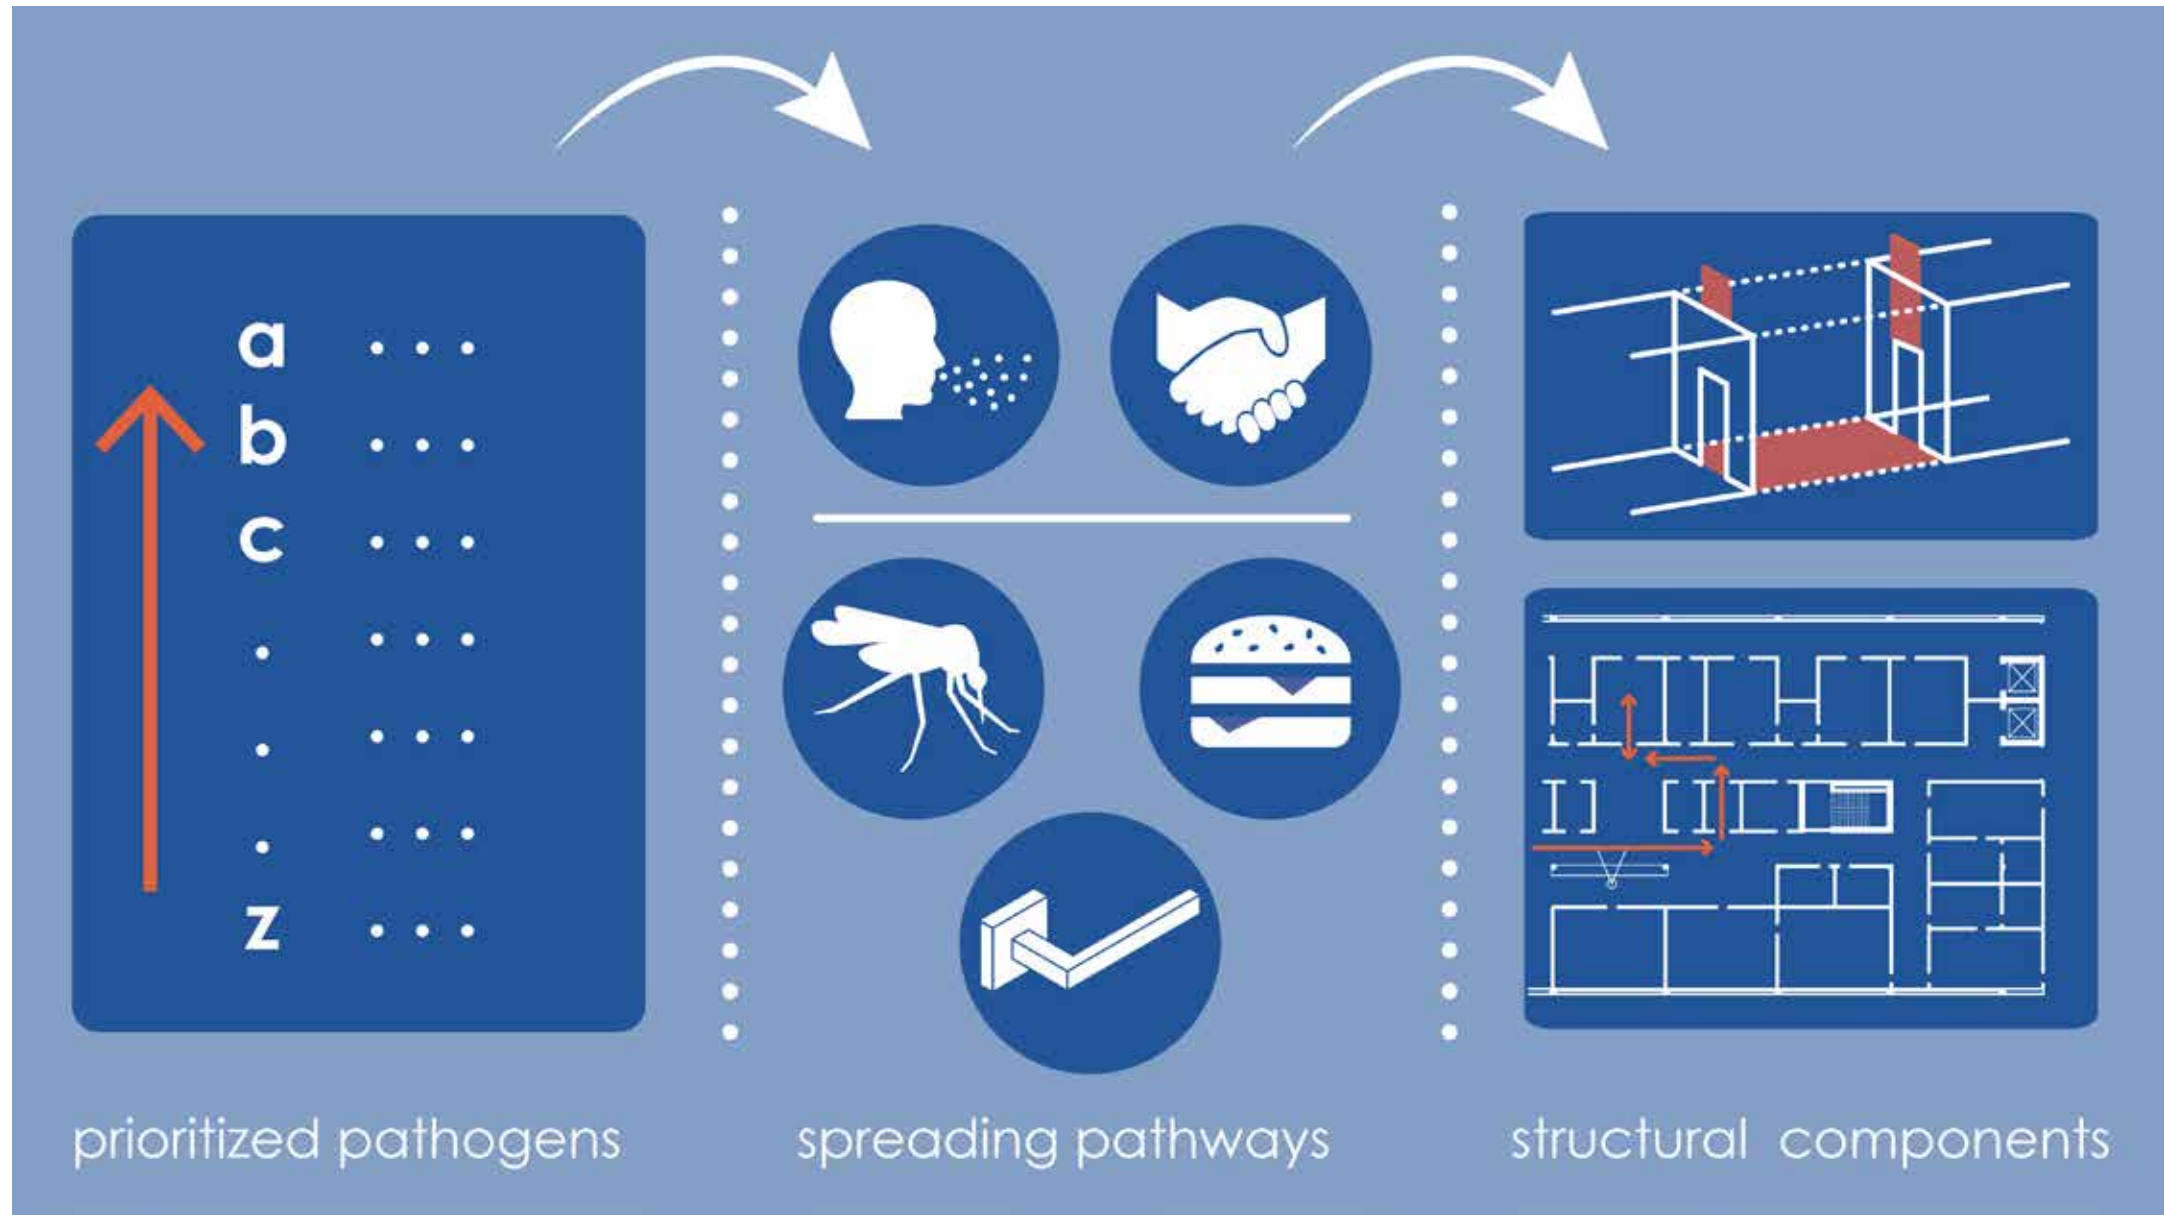 a ...
b ...
c ...
. ...
. ...
. ...
z ...
prioritized pathogens
spreading pathways
structural components